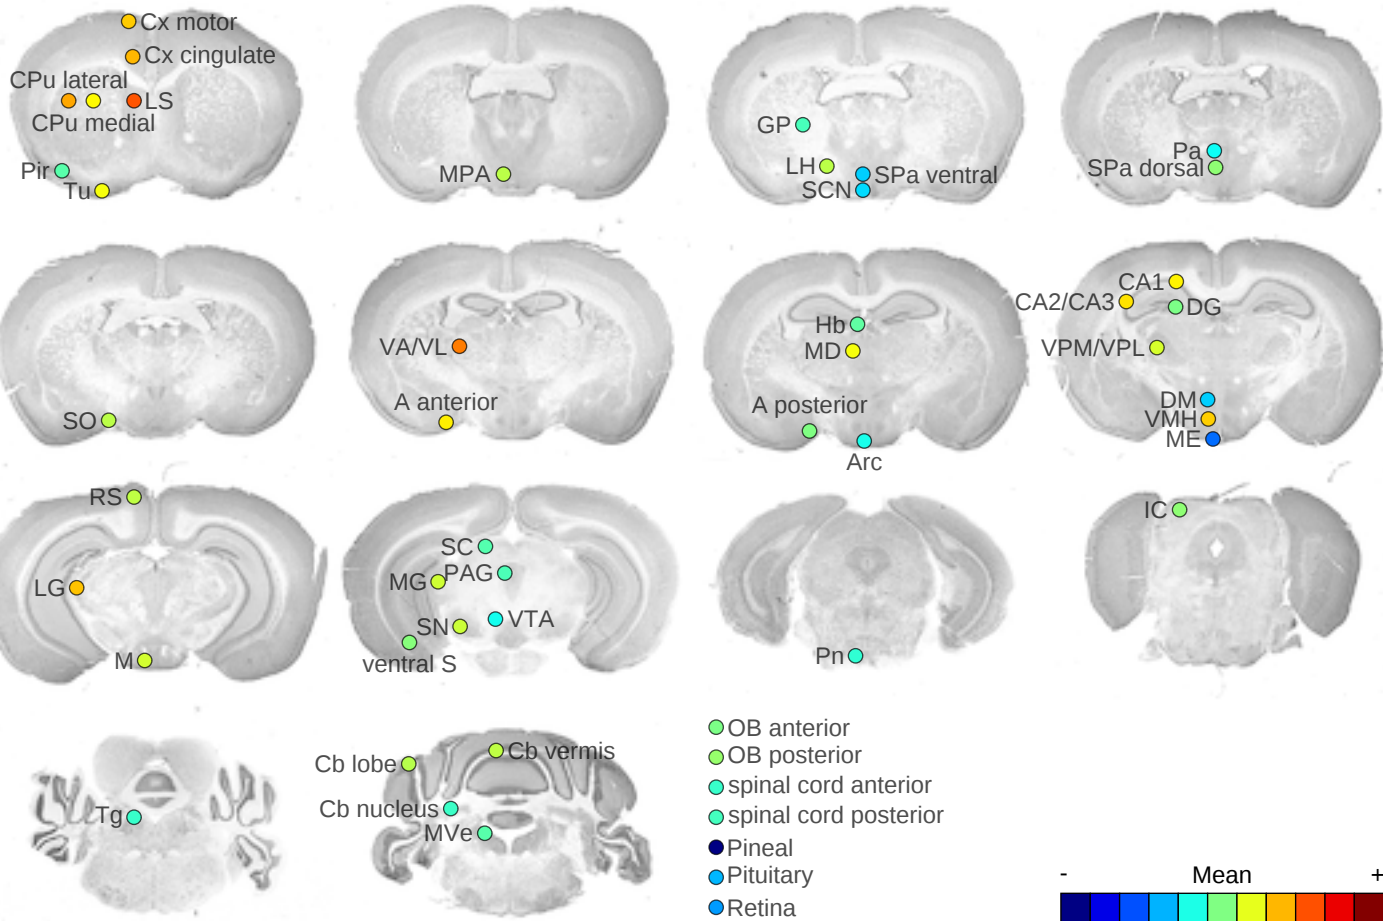 Cx motor
Cx cingulate
CPu lateral
LS
CPu medial
Pir
Tu
MPA
GP
LH
SPa ventral
SCN
Pa
SPa dorsal
SO
VA/VL
A anterior
Hb
MD
A posterior
Arc
CA1
CA2/CA3
DG
VPM/VPL
DM
VMH
ME
RS
LG
M
SC
PAG
MG
SN
VTA
ventral S
Pn
IC
Tg
Cb lobe
Cb vermis
Cb nucleus
MVe
OB anterior
OB posterior
spinal cord anterior
spinal cord posterior
Pineal
Pituitary
Retina
- Mean +